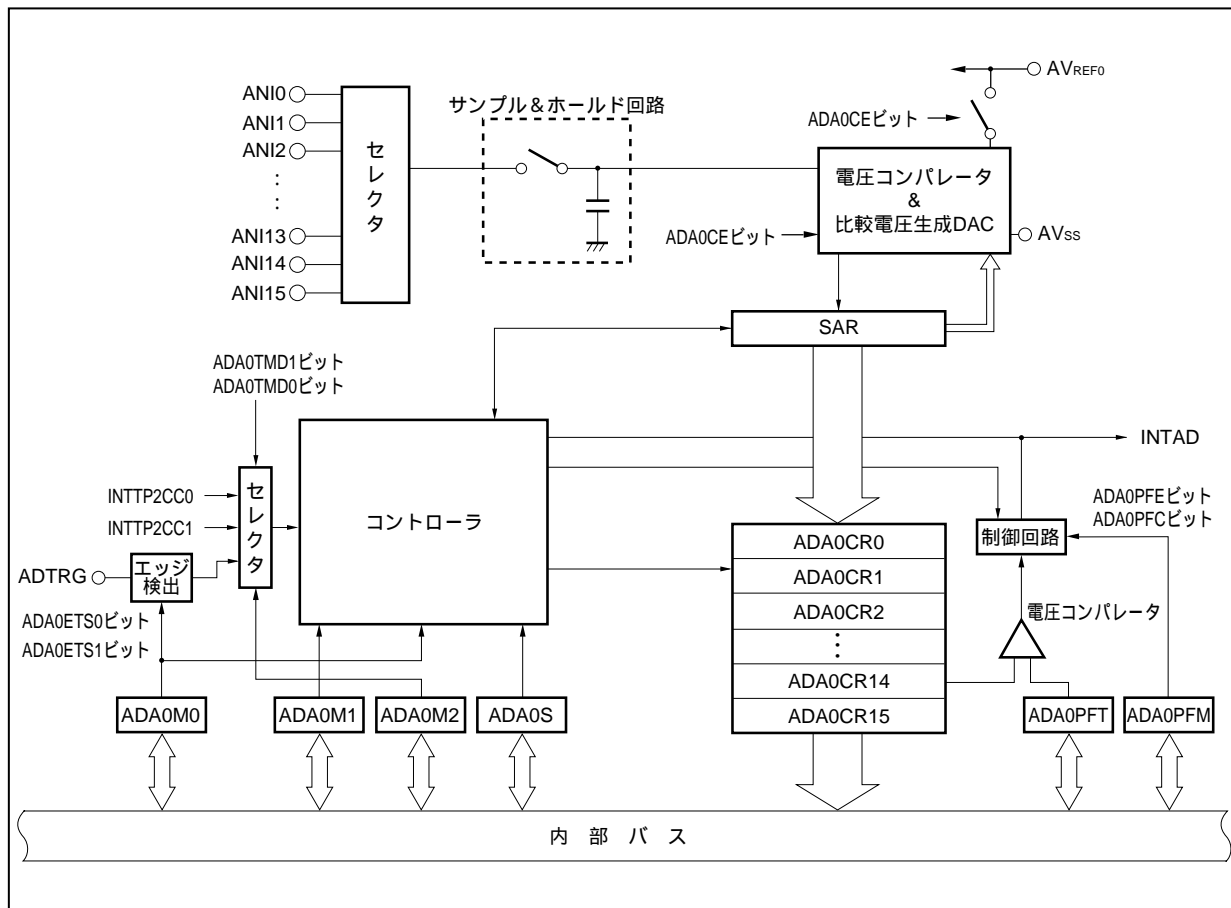 AVREF0
ANI0
ANI1
ANI2
ANI13
ANI14
ANI15
セレクタ
サンプル&ホールド回路
ADA0CEビット
電圧コンパレータ
&
比較電圧生成DAC
ADA0CEビット
AVSS
SAR
ADA0TMD1ビット
ADA0TMD0ビット
INTTP2CC0
INTTP2CC1
ADTRG
エッジ
検出
セレクタ
コントローラ
INTAD
ADA0PFEビット
ADA0PFCビット
制御回路
電圧コンパレータ
ADA0ETS0ビット
ADA0ETS1ビット
ADA0CR0
ADA0CR1
ADA0CR2
ADA0CR14
ADA0CR15
ADA0M0
ADA0M1
ADA0M2
ADA0S
ADA0PFT
ADA0PFM
内部バス